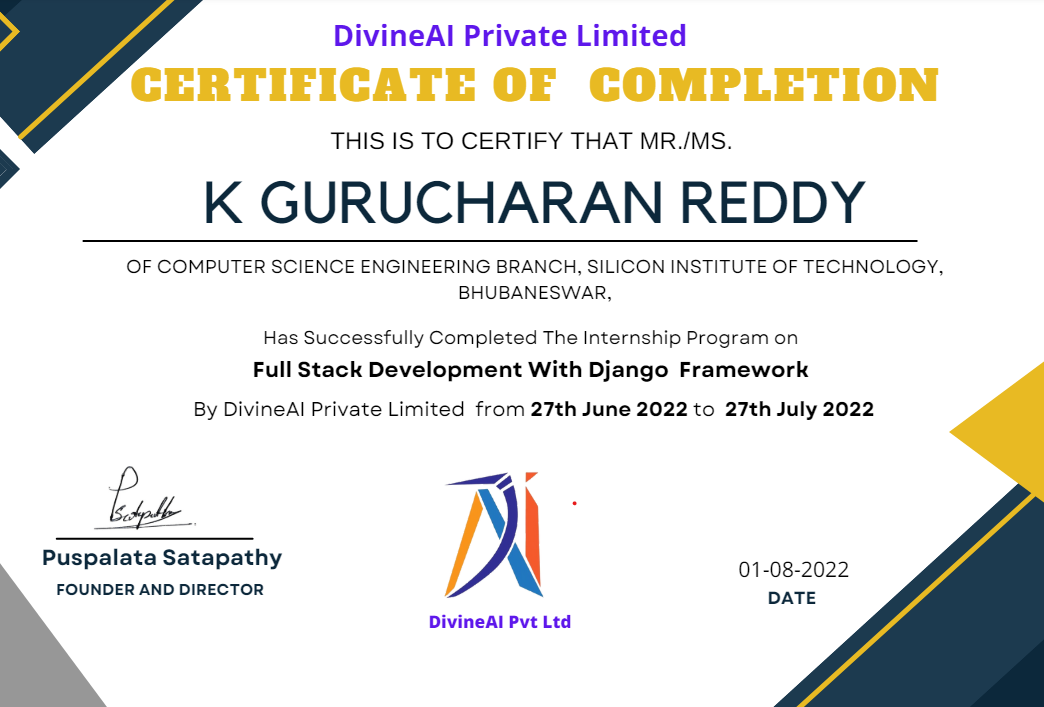 DivineAI Private Limited
CERTIFICATE OF COMPLETION
THIS IS TO CERTIFY THAT MR./MS.
K GURUCHARAN REDDY
OF COMPUTER SCIENCE ENGINEERING BRANCH, SILICON INSTITUTE OF TECHNOLOGY,
BHUBANESWAR,
Has Successfully Completed The Internship Program on
Full Stack Development With Django Framework
By DivineAI Private Limited from 27th June 2022 to 27th July 2022
PSatapathy
Puspalata Satapathy
FOUNDER AND DIRECTOR
DivineAI Pvt Ltd
01-08-2022
DATE